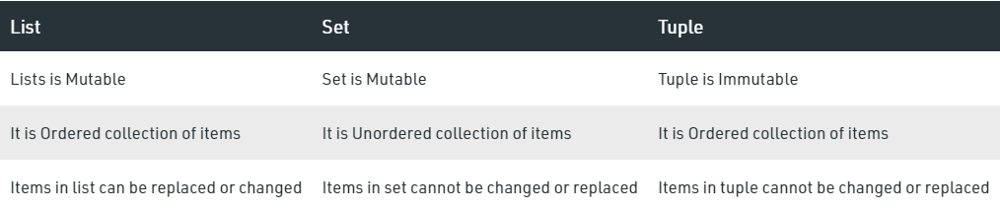 List Set Tuple
Lists is Mutable Set is Mutable Tuple is Immutable
It is Ordered collection of items It is Unordered collection of items It is Ordered collection of items
Items in list can be replaced or changed Items in set cannot be changed or replaced Items in tuple cannot be changed or replaced